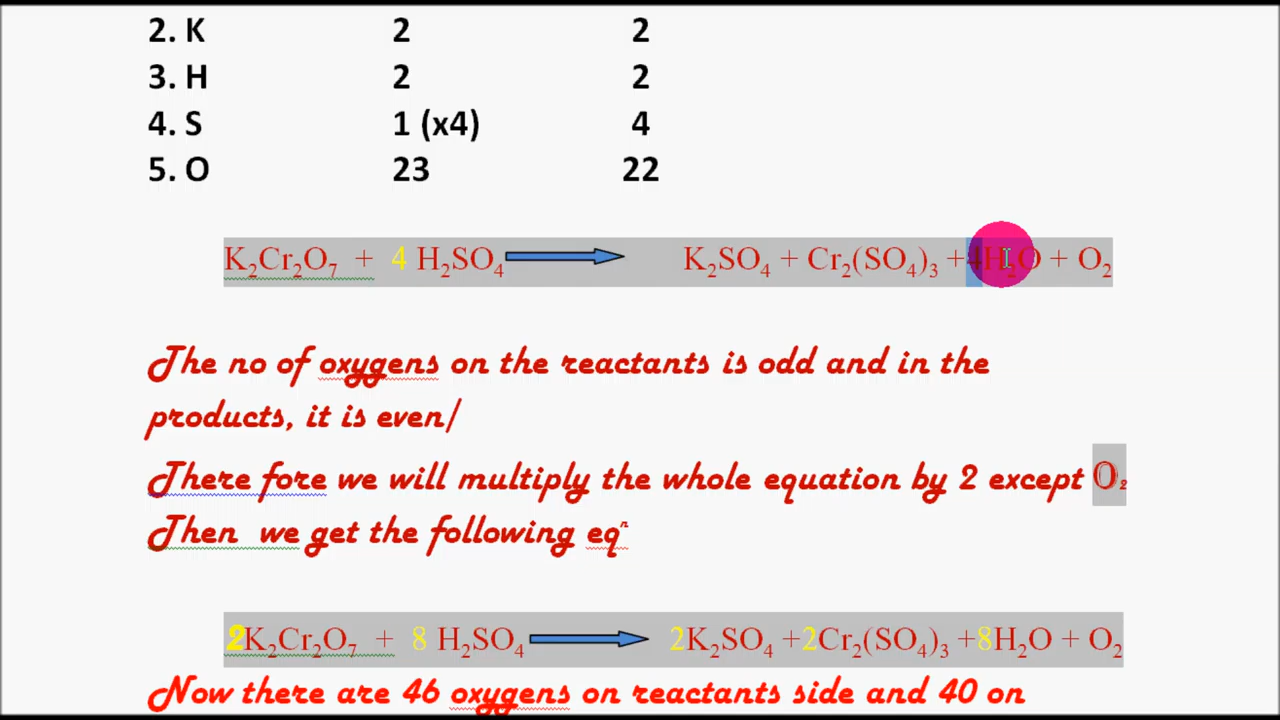 2. K 2 2
3. H 2 2
4. S 1 (x4) 4
5. O 23 22
K₂Cr₂O₇ + 4 H₂SO₄ K₂SO₄ + Cr₂(SO₄)₃ +4H₂O + O₂
The no of oxygens on the reactants is odd and in the
products, it is even/
There fore we will multiply the whole equation by 2 except O₂
Then we get the following eqⁿ
2K₂Cr₂O₇ + 8 H₂SO₄ 2K₂SO₄ +2Cr₂(SO₄)₃ +8H₂O + O₂
Now there are 46 oxygens on reactants side and 40 on